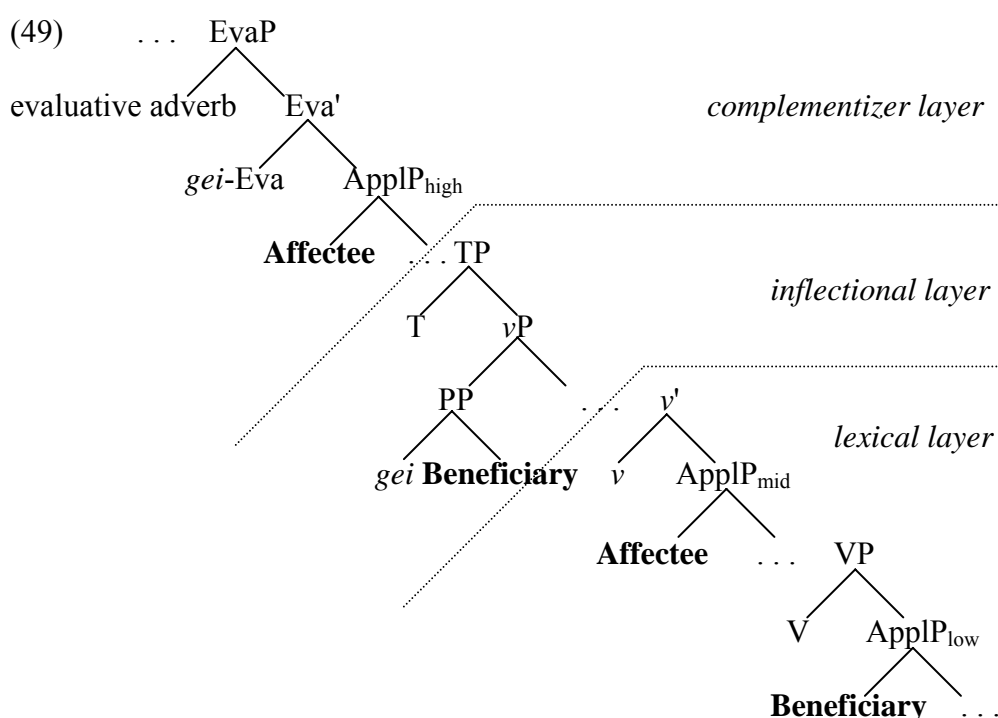 (49) . . . EvaP
evaluative adverb Eva'
complementizer layer
gei-Eva ApplPhigh
Affectee . . . TP
inflectional layer
T vP
PP . . . v'
lexical layer
gei Beneficiary v ApplPmid
Affectee . . . VP
V ApplPlow
Beneficiary . . .